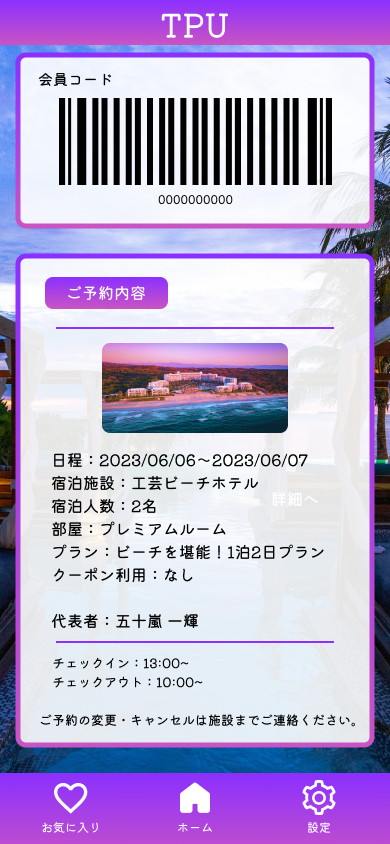 TPU
会員コード
0000000000
ご予約内容
日程：2023/06/06～2023/06/07
宿泊施設：工芸ビーチホテル
詳細へ
宿泊人数：2名
部屋：プレミアムルーム
プラン：ビーチを堪能！1泊2日プラン
クーポン利用：なし
代表者：五十嵐 一輝
チェックイン：13:00~
チェックアウト：10:00~
ご予約の変更・キャンセルは施設までご連絡ください。
お気に入り
ホーム
設定